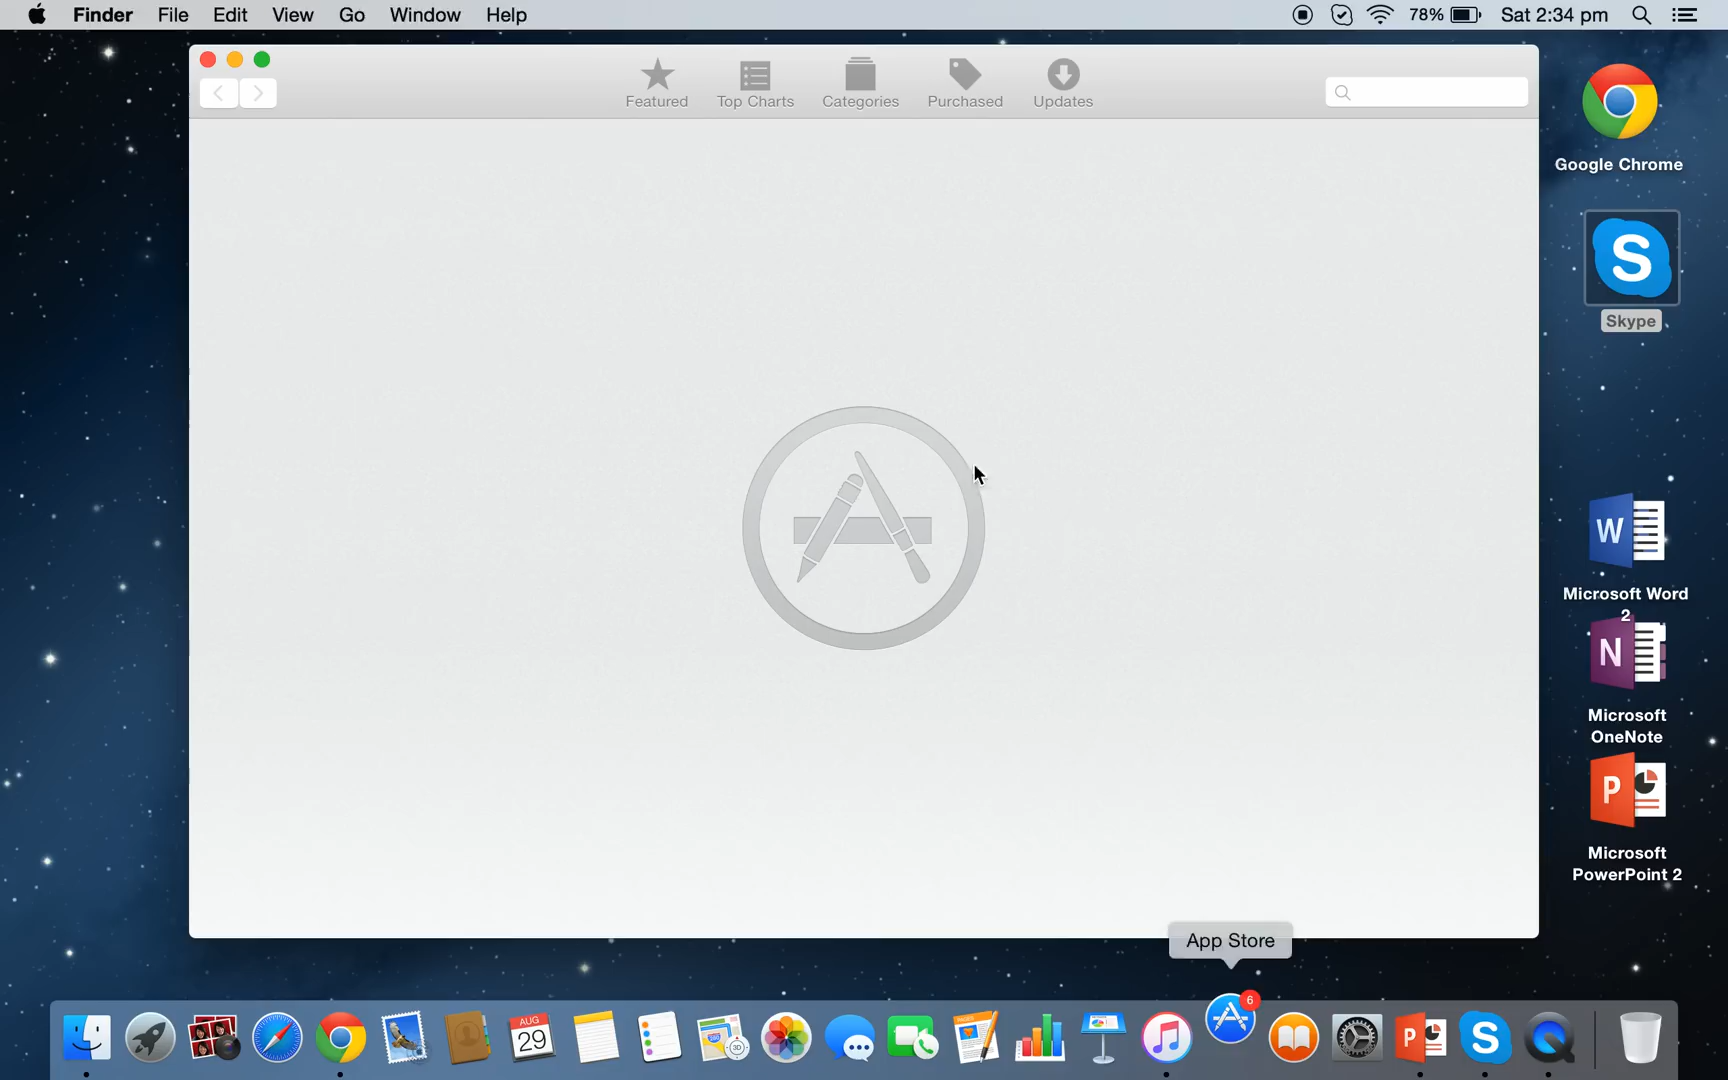 Finder File Edit View Go Window Help 78% Sat 2:34 pm
Featured Top Charts Categories Purchased Updates
Google Chrome
S
Skype
W
Microsoft Word
2
N
Microsoft
OneNote
P
Microsoft
PowerPoint 2
App Store
6
AUG
29
3D
P
S